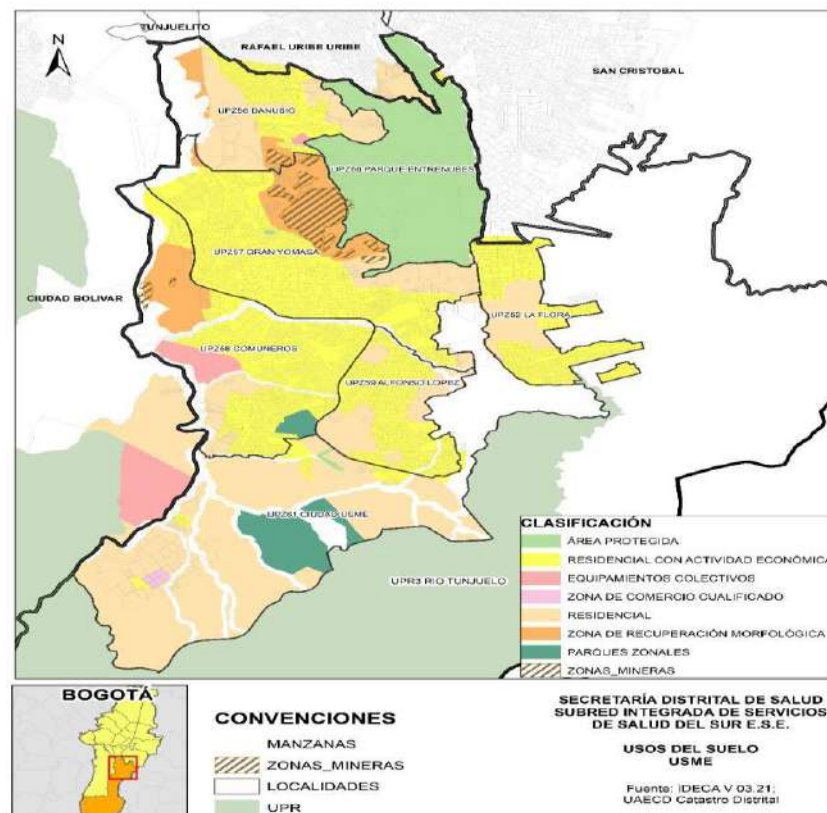 TUNJUELITO
N
RAFAEL URIBE URIBE
SAN CRISTOBAL
UPZ56 DANUBIO
UPZ60 PARQUE ENTRENUBES
UPZ57 GRAN YOMASA
CIUDAD BOLIVAR
UPZ52 LA FLORA
UPZ58 COMUNEROS
UPZ59 ALFONSO LOPEZ
UPZ61 CIUDAD USME
UPR3 RIO TUNJUELO
CLASIFICACIÓN
ÁREA PROTEGIDA
RESIDENCIAL CON ACTIVIDAD ECONÓMICA
EQUIPAMIENTOS COLECTIVOS
ZONA DE COMERCIO CUALIFICADO
RESIDENCIAL
ZONA DE RECUPERACIÓN MORFOLÓGICA
PARQUES ZONALES
ZONAS_MINERAS
BOGOTÁ
CONVENCIONES
MANZANAS
ZONAS_MINERAS
LOCALIDADES
UPR
SECRETARÍA DISTRITAL DE SALUD
SUBRED INTEGRADA DE SERVICIOS
DE SALUD DEL SUR E.S.E.
USOS DEL SUELO
USME
Fuente: IDECA V 03.21;
UAECD Catastro Distrital